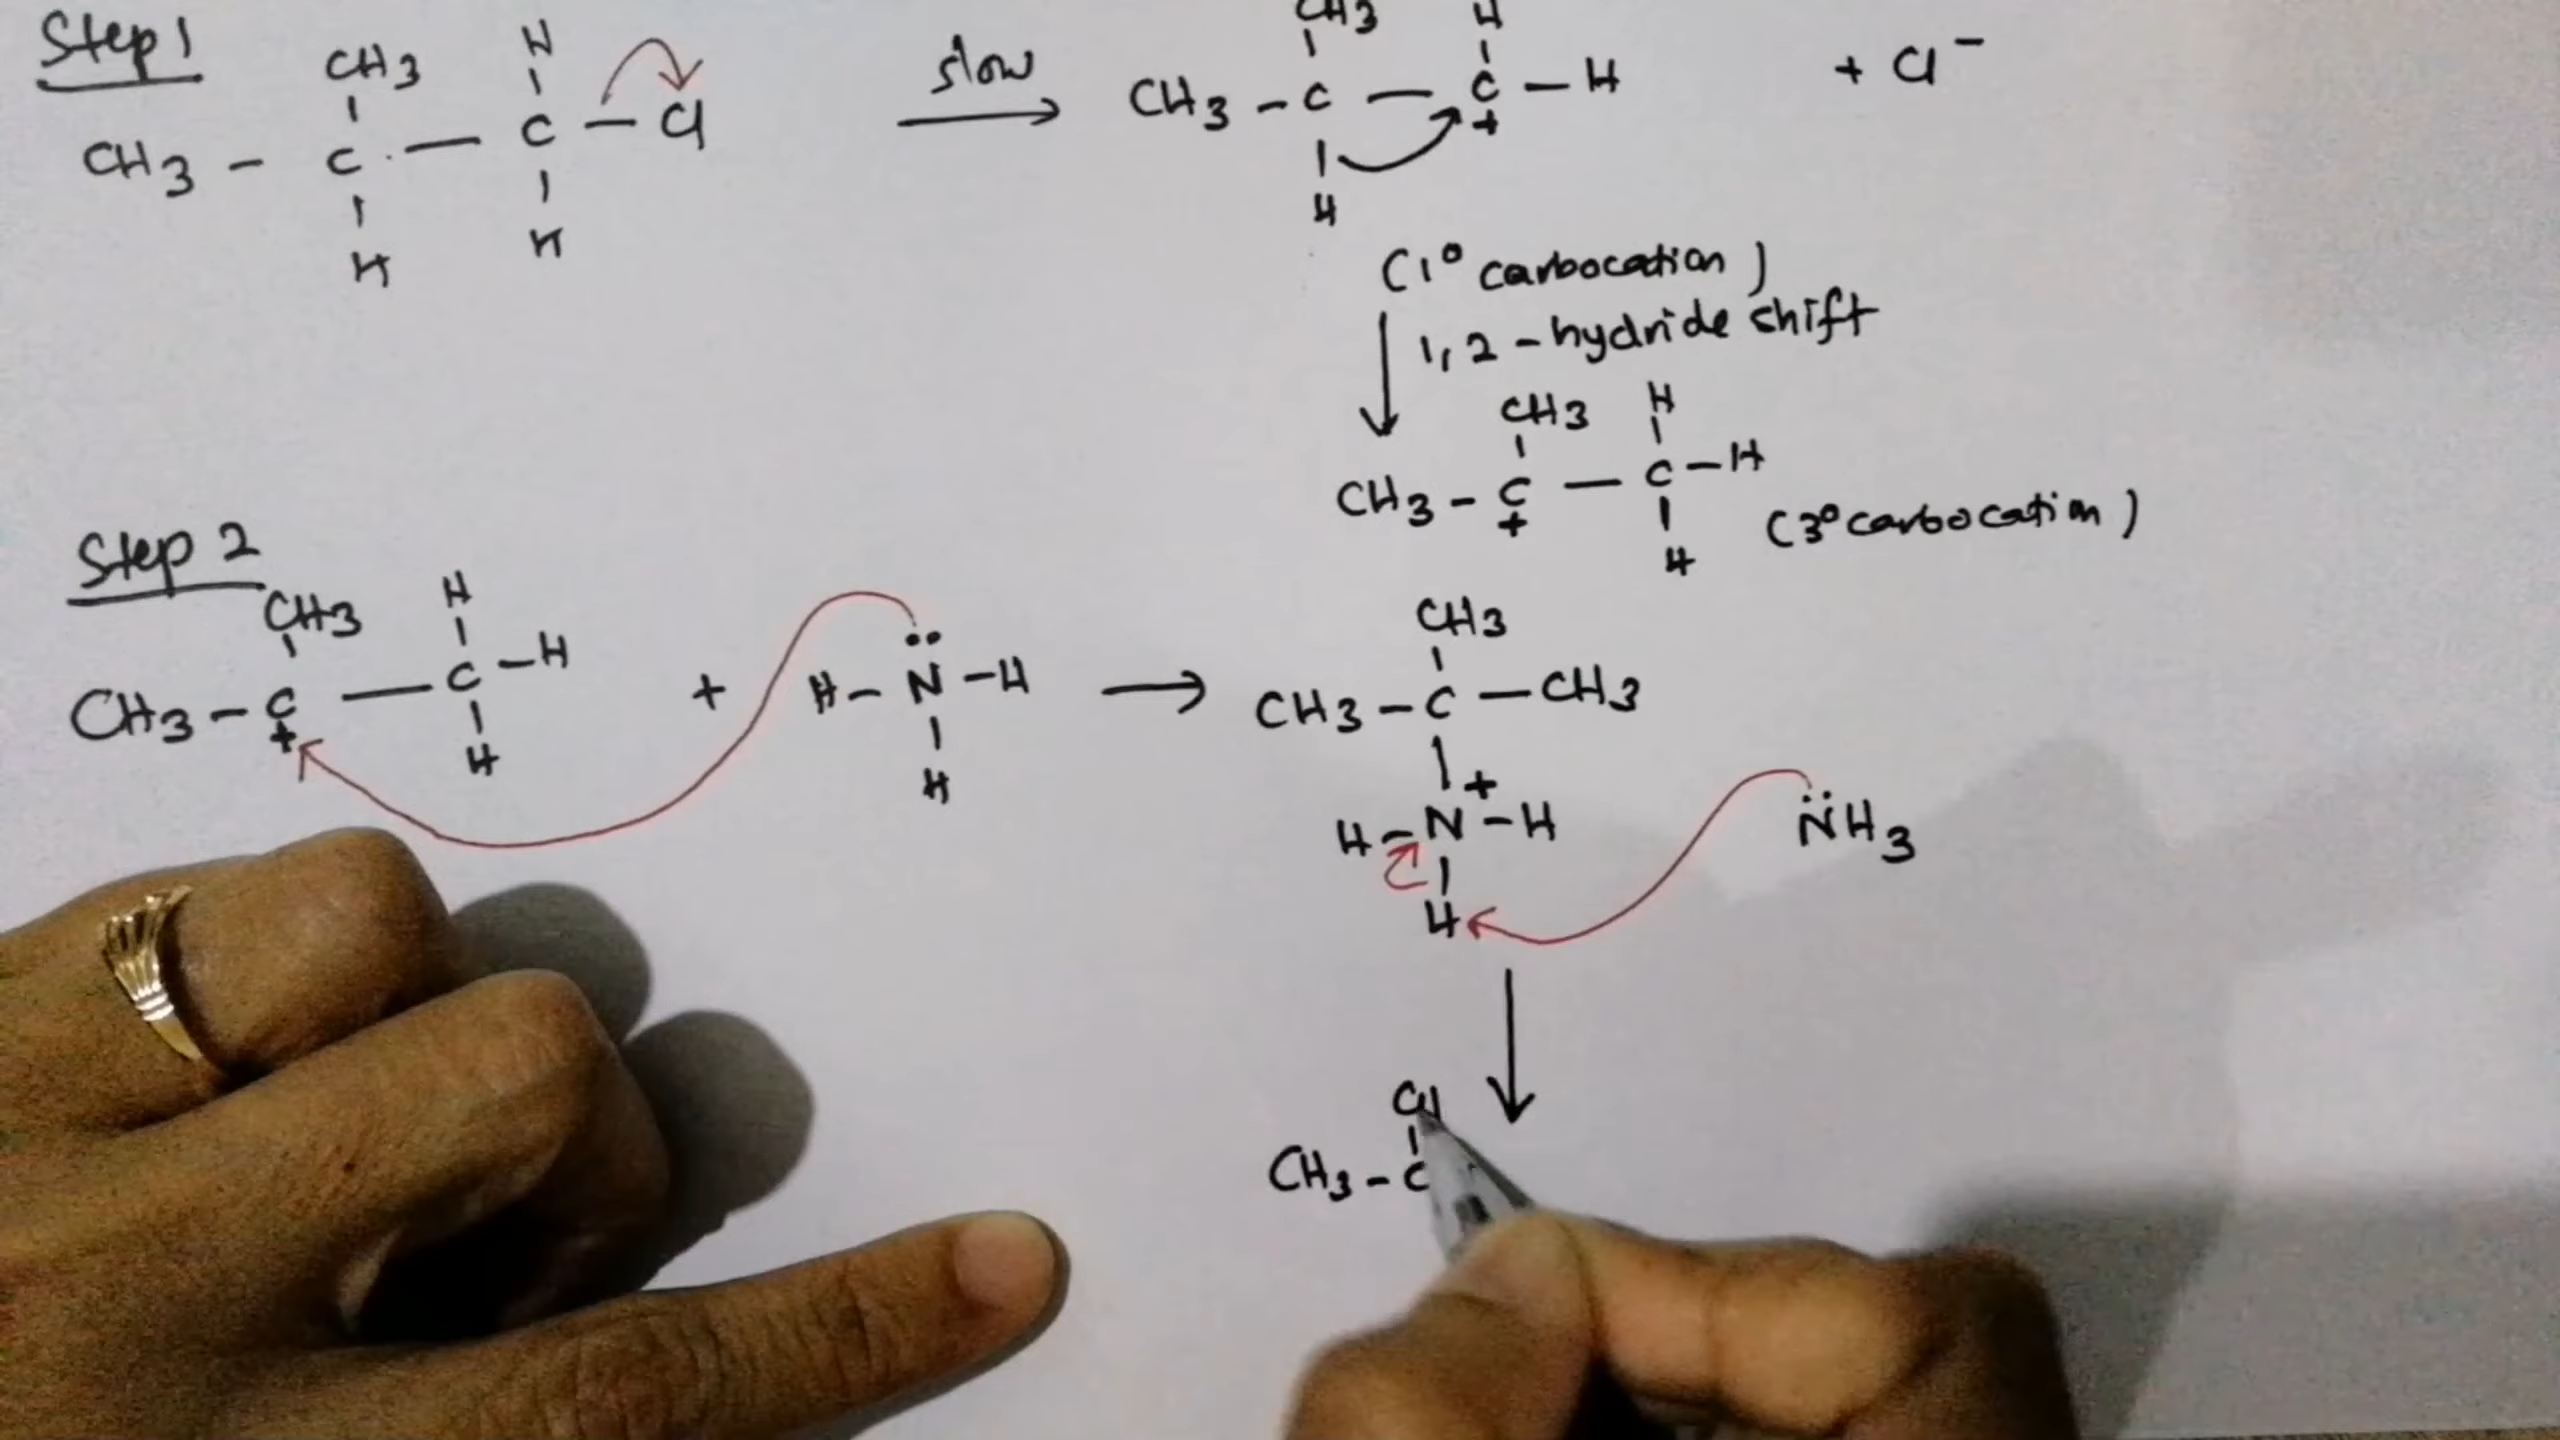 Step 1
CH3 H CH3 H
CH3 - C - C - Cl slow CH3 - C - C - H + Cl-
+
H H H
(1° carbocation)
1,2-hydride shift
CH3 H
CH3 - C - C - H
+
H
(3° carbocation)
Step 2
CH3 H
CH3 - C - C - H + H - N - H → CH3 - C - CH3
+
H H
CH3
+
H - N - H NH3
H
CH3 - C